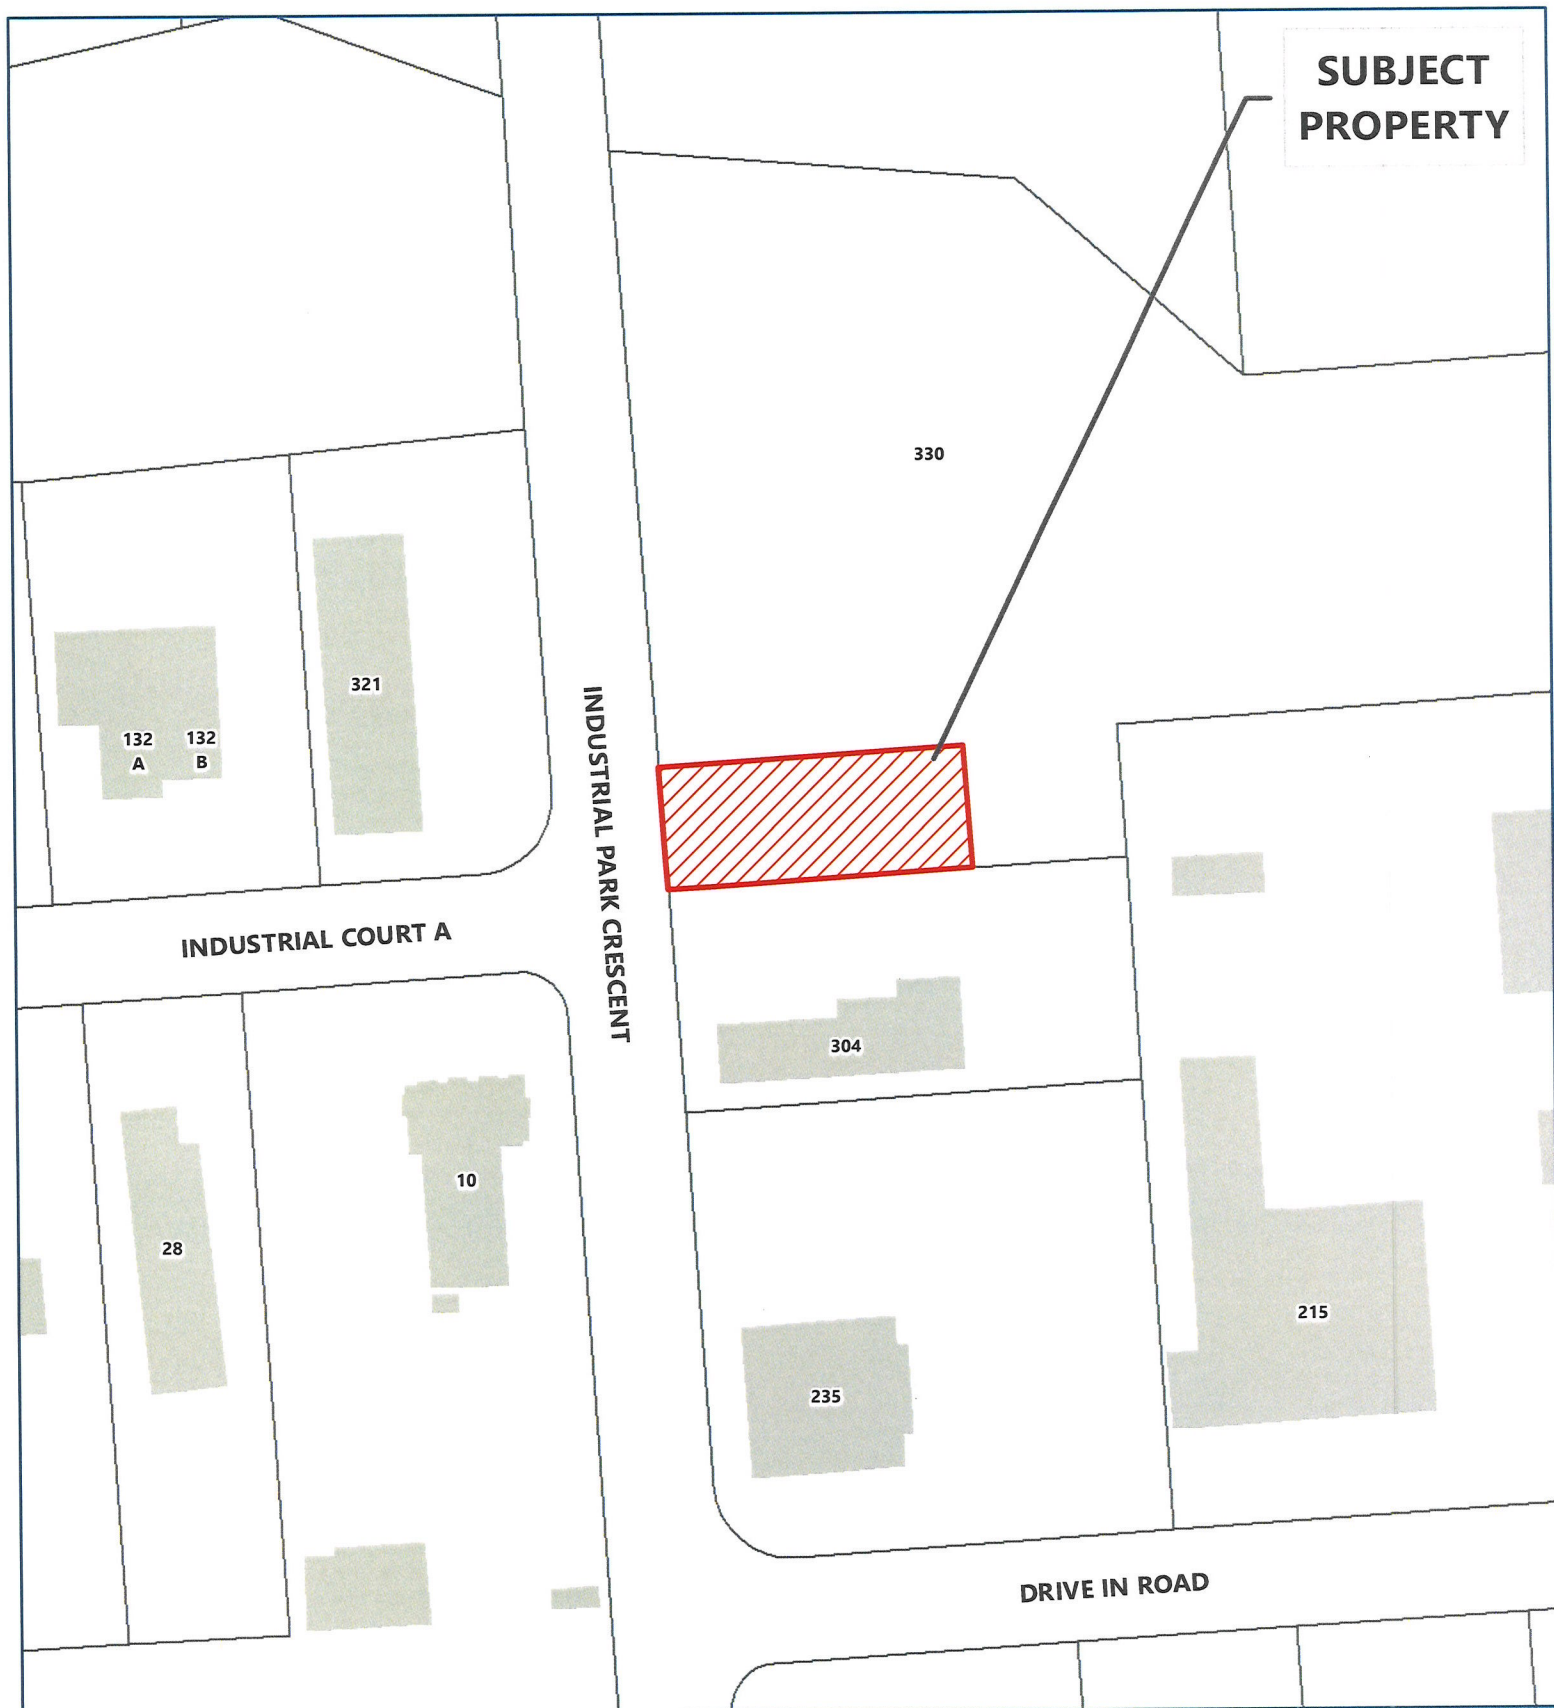 SUBJECT
PROPERTY
330
321
132
A
132
B
INDUSTRIAL PARK CRESCENT
INDUSTRIAL COURT A
304
10
28
215
235
DRIVE IN ROAD